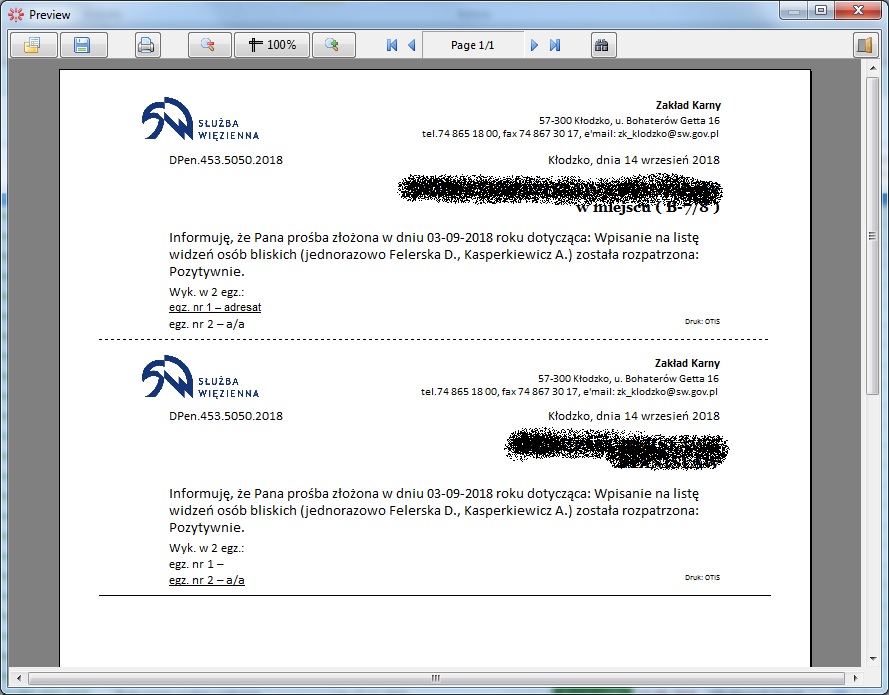 Preview
100%
Page 1/1
SŁUŻBA
WIĘZIENNA
Zakład Karny
57-300 Kłodzko, u. Bohaterów Getta 16
tel.74 865 18 00, fax 74 867 30 17, e'mail: zk_klodzko@sw.gov.pl
DPen.453.5050.2018
Kłodzko, dnia 14 wrzesień 2018
w miejscu ( B-7/8 )
Informuję, że Pana prośba złożona w dniu 03-09-2018 roku dotycząca: Wpisanie na listę
widzeń osób bliskich (jednorazowo Felerska D., Kasperkiewicz A.) została rozpatrzona:
Pozytywnie.
Wyk. w 2 egz.:
egz. nr 1 – adresat
egz. nr 2 – a/a
Druk: OTIS
SŁUŻBA
WIĘZIENNA
Zakład Karny
57-300 Kłodzko, u. Bohaterów Getta 16
tel.74 865 18 00, fax 74 867 30 17, e'mail: zk_klodzko@sw.gov.pl
DPen.453.5050.2018
Kłodzko, dnia 14 wrzesień 2018
Informuję, że Pana prośba złożona w dniu 03-09-2018 roku dotycząca: Wpisanie na listę
widzeń osób bliskich (jednorazowo Felerska D., Kasperkiewicz A.) została rozpatrzona:
Pozytywnie.
Wyk. w 2 egz.:
egz. nr 1 –
egz. nr 2 – a/a
Druk: OTIS